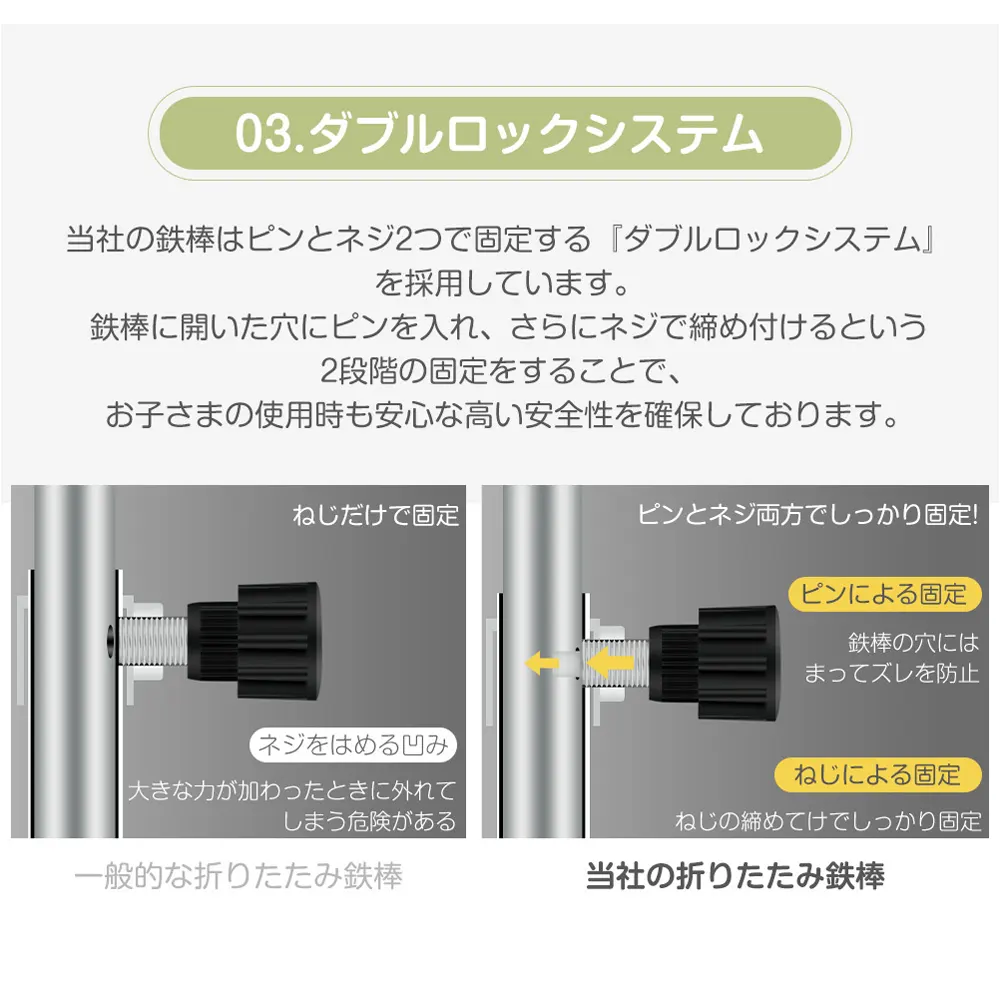 03.ダブルロックシステム
当社の鉄棒はピンとネジ2つで固定する『ダブルロックシステム』
を採用しています。
鉄棒に開いた穴にピンを入れ、さらにネジで締め付けるという
2段階の固定をすることで、
お子さまの使用時も安心な高い安全性を確保しております。
ねじだけで固定
ネジをはめる凹み
大きな力が加わったときに外れて
しまう危険がある
一般的な折りたたみ鉄棒
ピンとネジ両方でしっかり固定!
ピンによる固定
鉄棒の穴には
まってズレを防止
ねじによる固定
ねじの締めてけでしっかり固定
当社の折りたたみ鉄棒